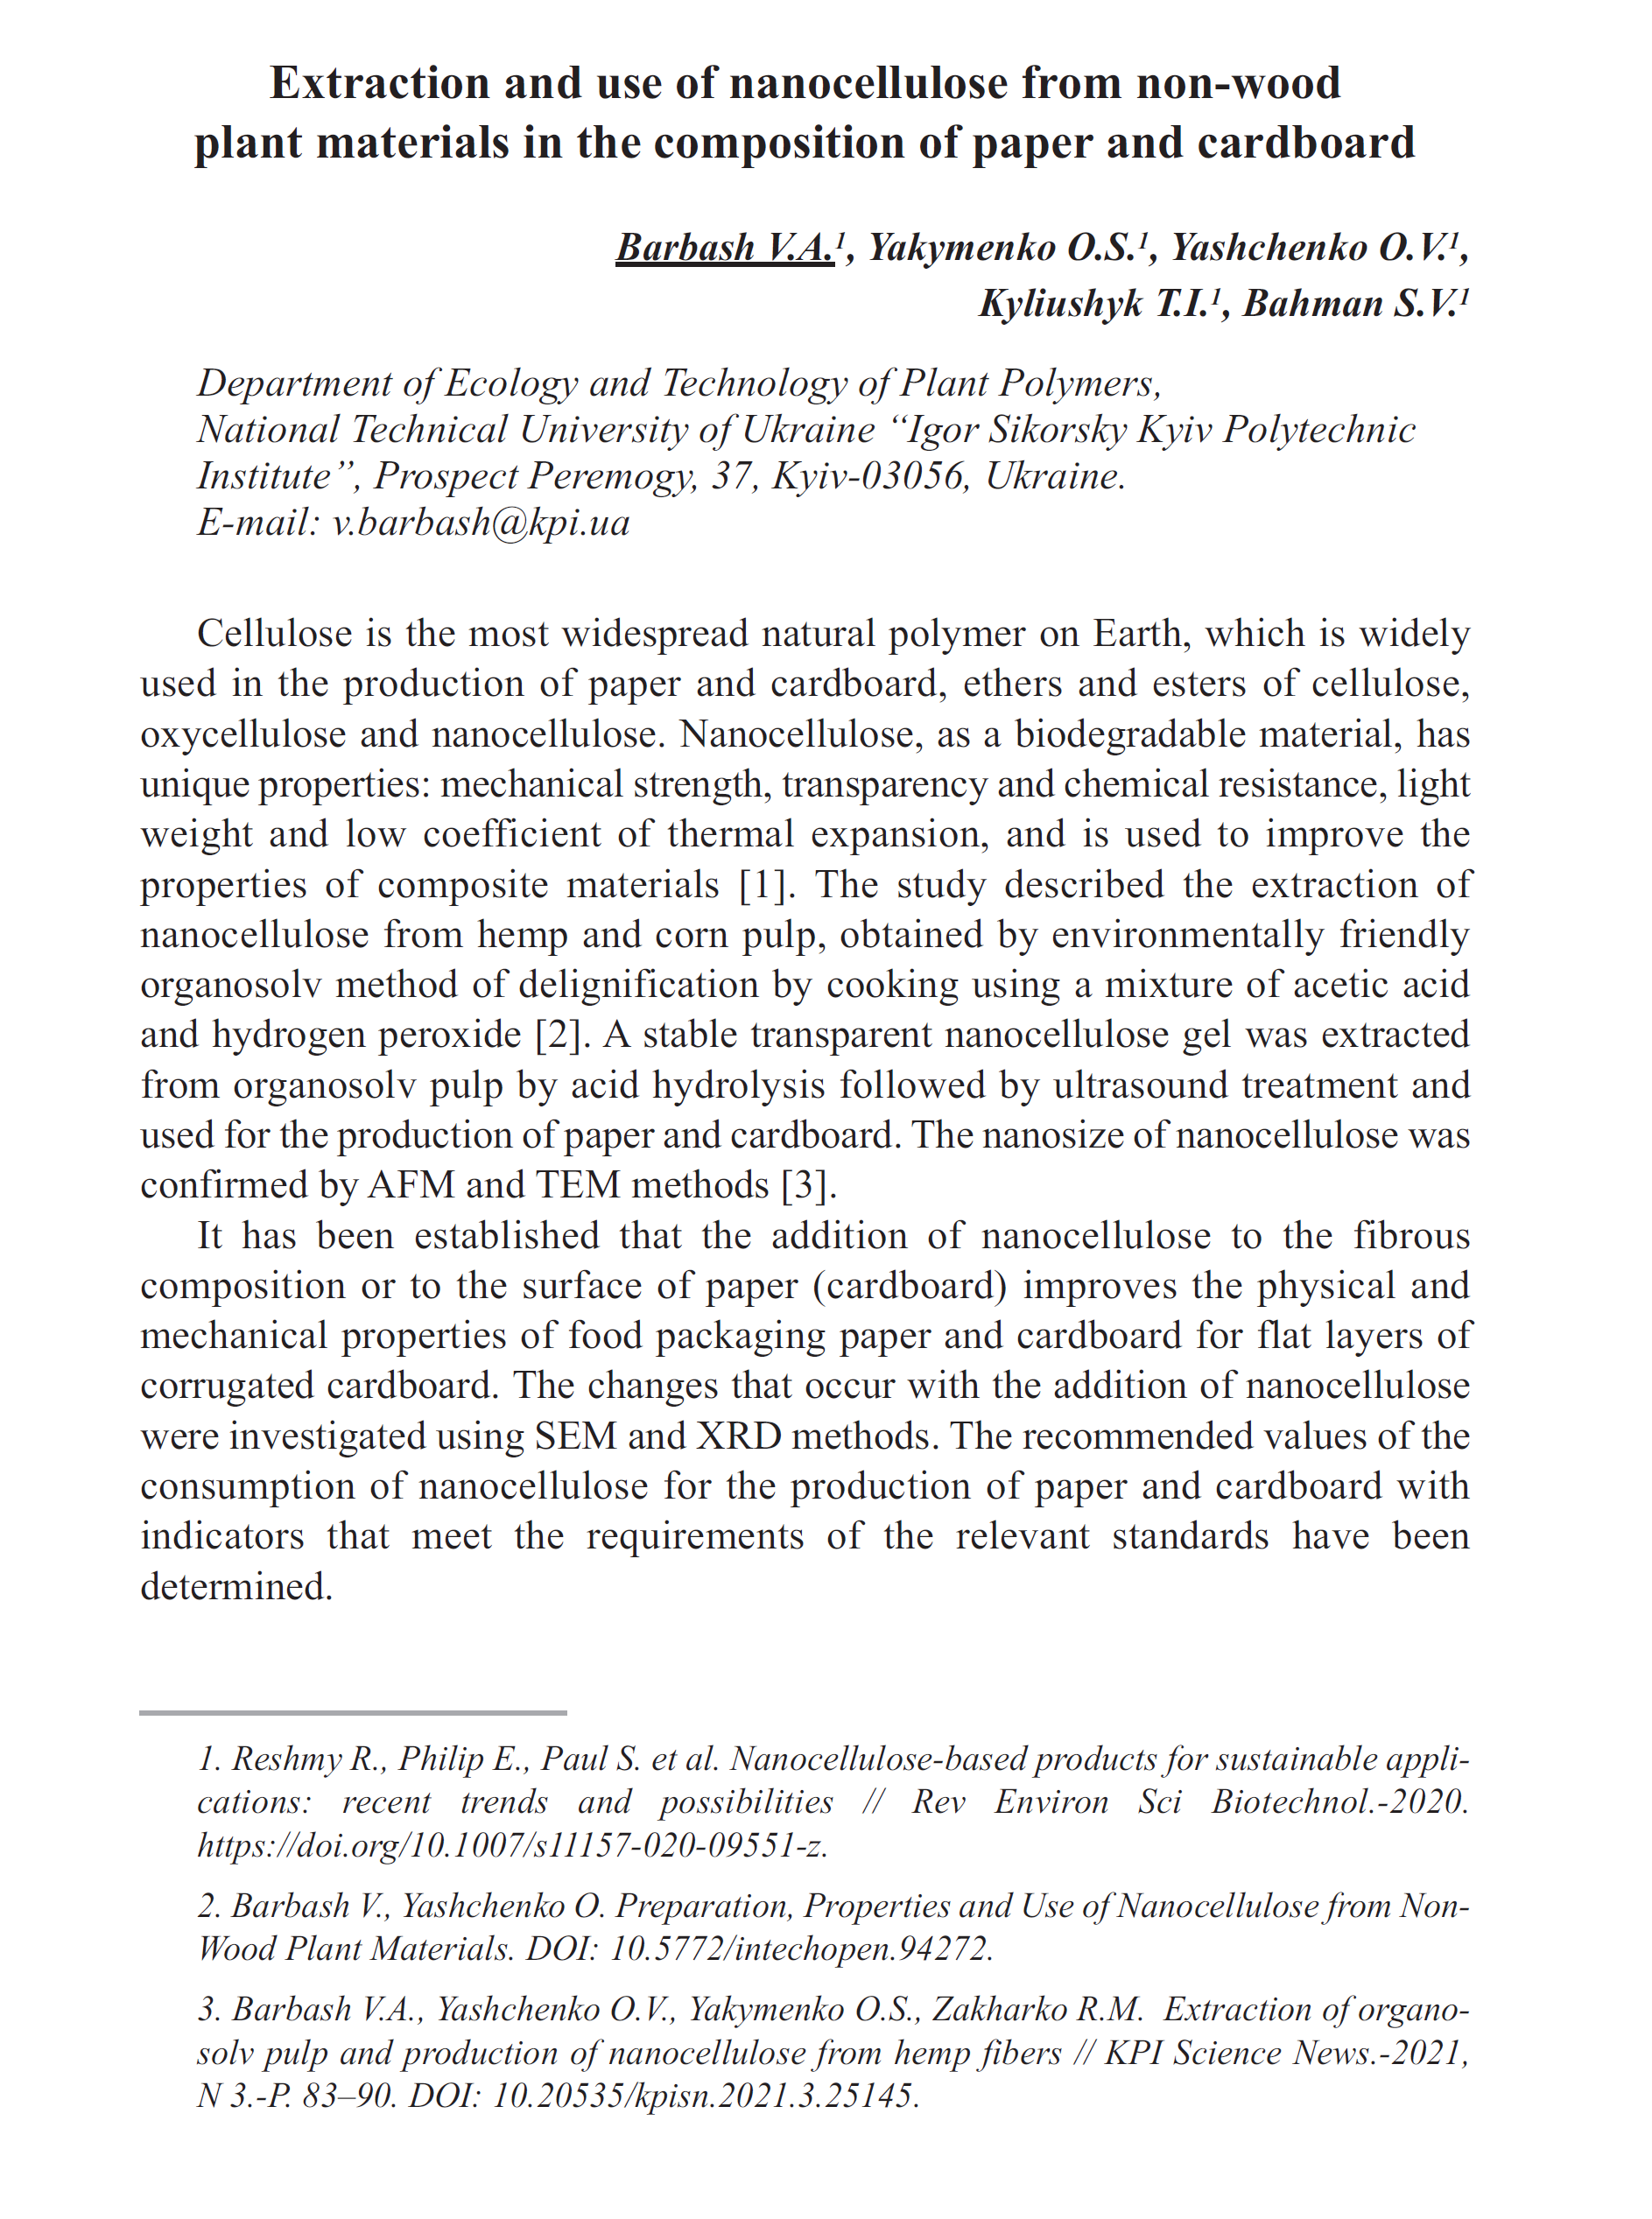 Extraction and use of nanocellulose from non-wood
plant materials in the composition of paper and cardboard
Barbash V.A.¹, Yakymenko O.S.¹, Yashchenko O.V.¹,
Kyliushyk T.I.¹, Bahman S.V.¹
Department of Ecology and Technology of Plant Polymers,
National Technical University of Ukraine “Igor Sikorsky Kyiv Polytechnic
Institute”, Prospect Peremogy, 37, Kyiv-03056, Ukraine.
E-mail: v.barbash@kpi.ua
Cellulose is the most widespread natural polymer on Earth, which is widely
used in the production of paper and cardboard, ethers and esters of cellulose,
oxycellulose and nanocellulose. Nanocellulose, as a biodegradable material, has
unique properties: mechanical strength, transparency and chemical resistance, light
weight and low coefficient of thermal expansion, and is used to improve the
properties of composite materials [1]. The study described the extraction of
nanocellulose from hemp and corn pulp, obtained by environmentally friendly
organosolv method of delignification by cooking using a mixture of acetic acid
and hydrogen peroxide [2]. A stable transparent nanocellulose gel was extracted
from organosolv pulp by acid hydrolysis followed by ultrasound treatment and
used for the production of paper and cardboard. The nanosize of nanocellulose was
confirmed by AFM and TEM methods [3].
It has been established that the addition of nanocellulose to the fibrous
composition or to the surface of paper (cardboard) improves the physical and
mechanical properties of food packaging paper and cardboard for flat layers of
corrugated cardboard. The changes that occur with the addition of nanocellulose
were investigated using SEM and XRD methods. The recommended values of the
consumption of nanocellulose for the production of paper and cardboard with
indicators that meet the requirements of the relevant standards have been
determined.
1. Reshmy R., Philip E., Paul S. et al. Nanocellulose-based products for sustainable appli-
cations: recent trends and possibilities // Rev Environ Sci Biotechnol.-2020.
https://doi.org/10.1007/s11157-020-09551-z.
2. Barbash V., Yashchenko O. Preparation, Properties and Use of Nanocellulose from Non-
Wood Plant Materials. DOI: 10.5772/intechopen.94272.
3. Barbash V.A., Yashchenko O.V., Yakymenko O.S., Zakharko R.M. Extraction of organo-
solv pulp and production of nanocellulose from hemp fibers // KPI Science News.-2021,
N 3.-P. 83–90. DOI: 10.20535/kpisn.2021.3.25145.